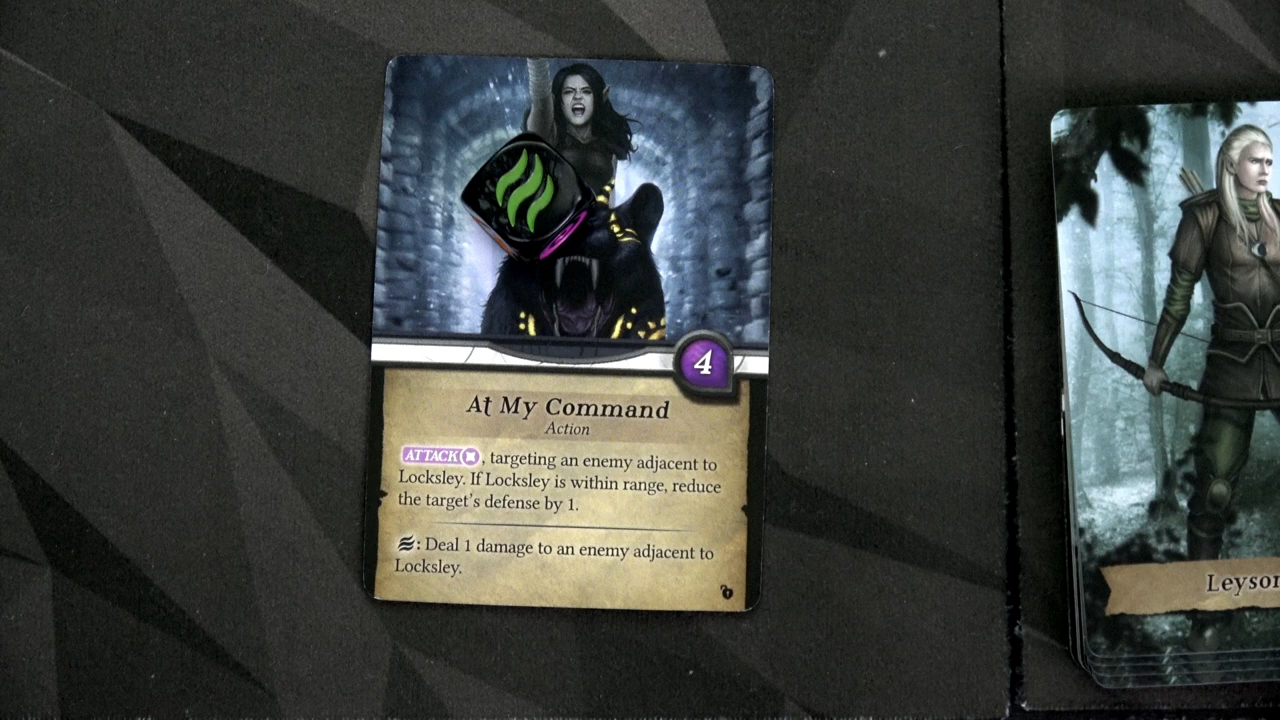 4
At My Command
Action
ATTACK, targeting an enemy adjacent to
Locksley. If Locksley is within range, reduce
the target's defense by 1.
: Deal 1 damage to an enemy adjacent to
Locksley.
Leyson